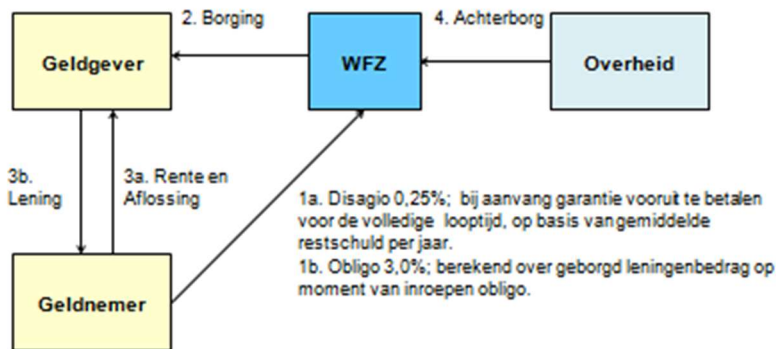 2. Borging
4. Achterborg
Geldgever
WFZ
Overheid
3b.
Lening
3a. Rente en
Aflossing
1a. Disagio 0,25%; bij aanvang garantie vooruit te betalen
voor de volledige looptijd, op basis van gemiddelde
restschuld per jaar.
1b. Obligo 3,0%; berekend over geborgd leningenbedrag op
moment van inroepen obligo.
Geldnemer